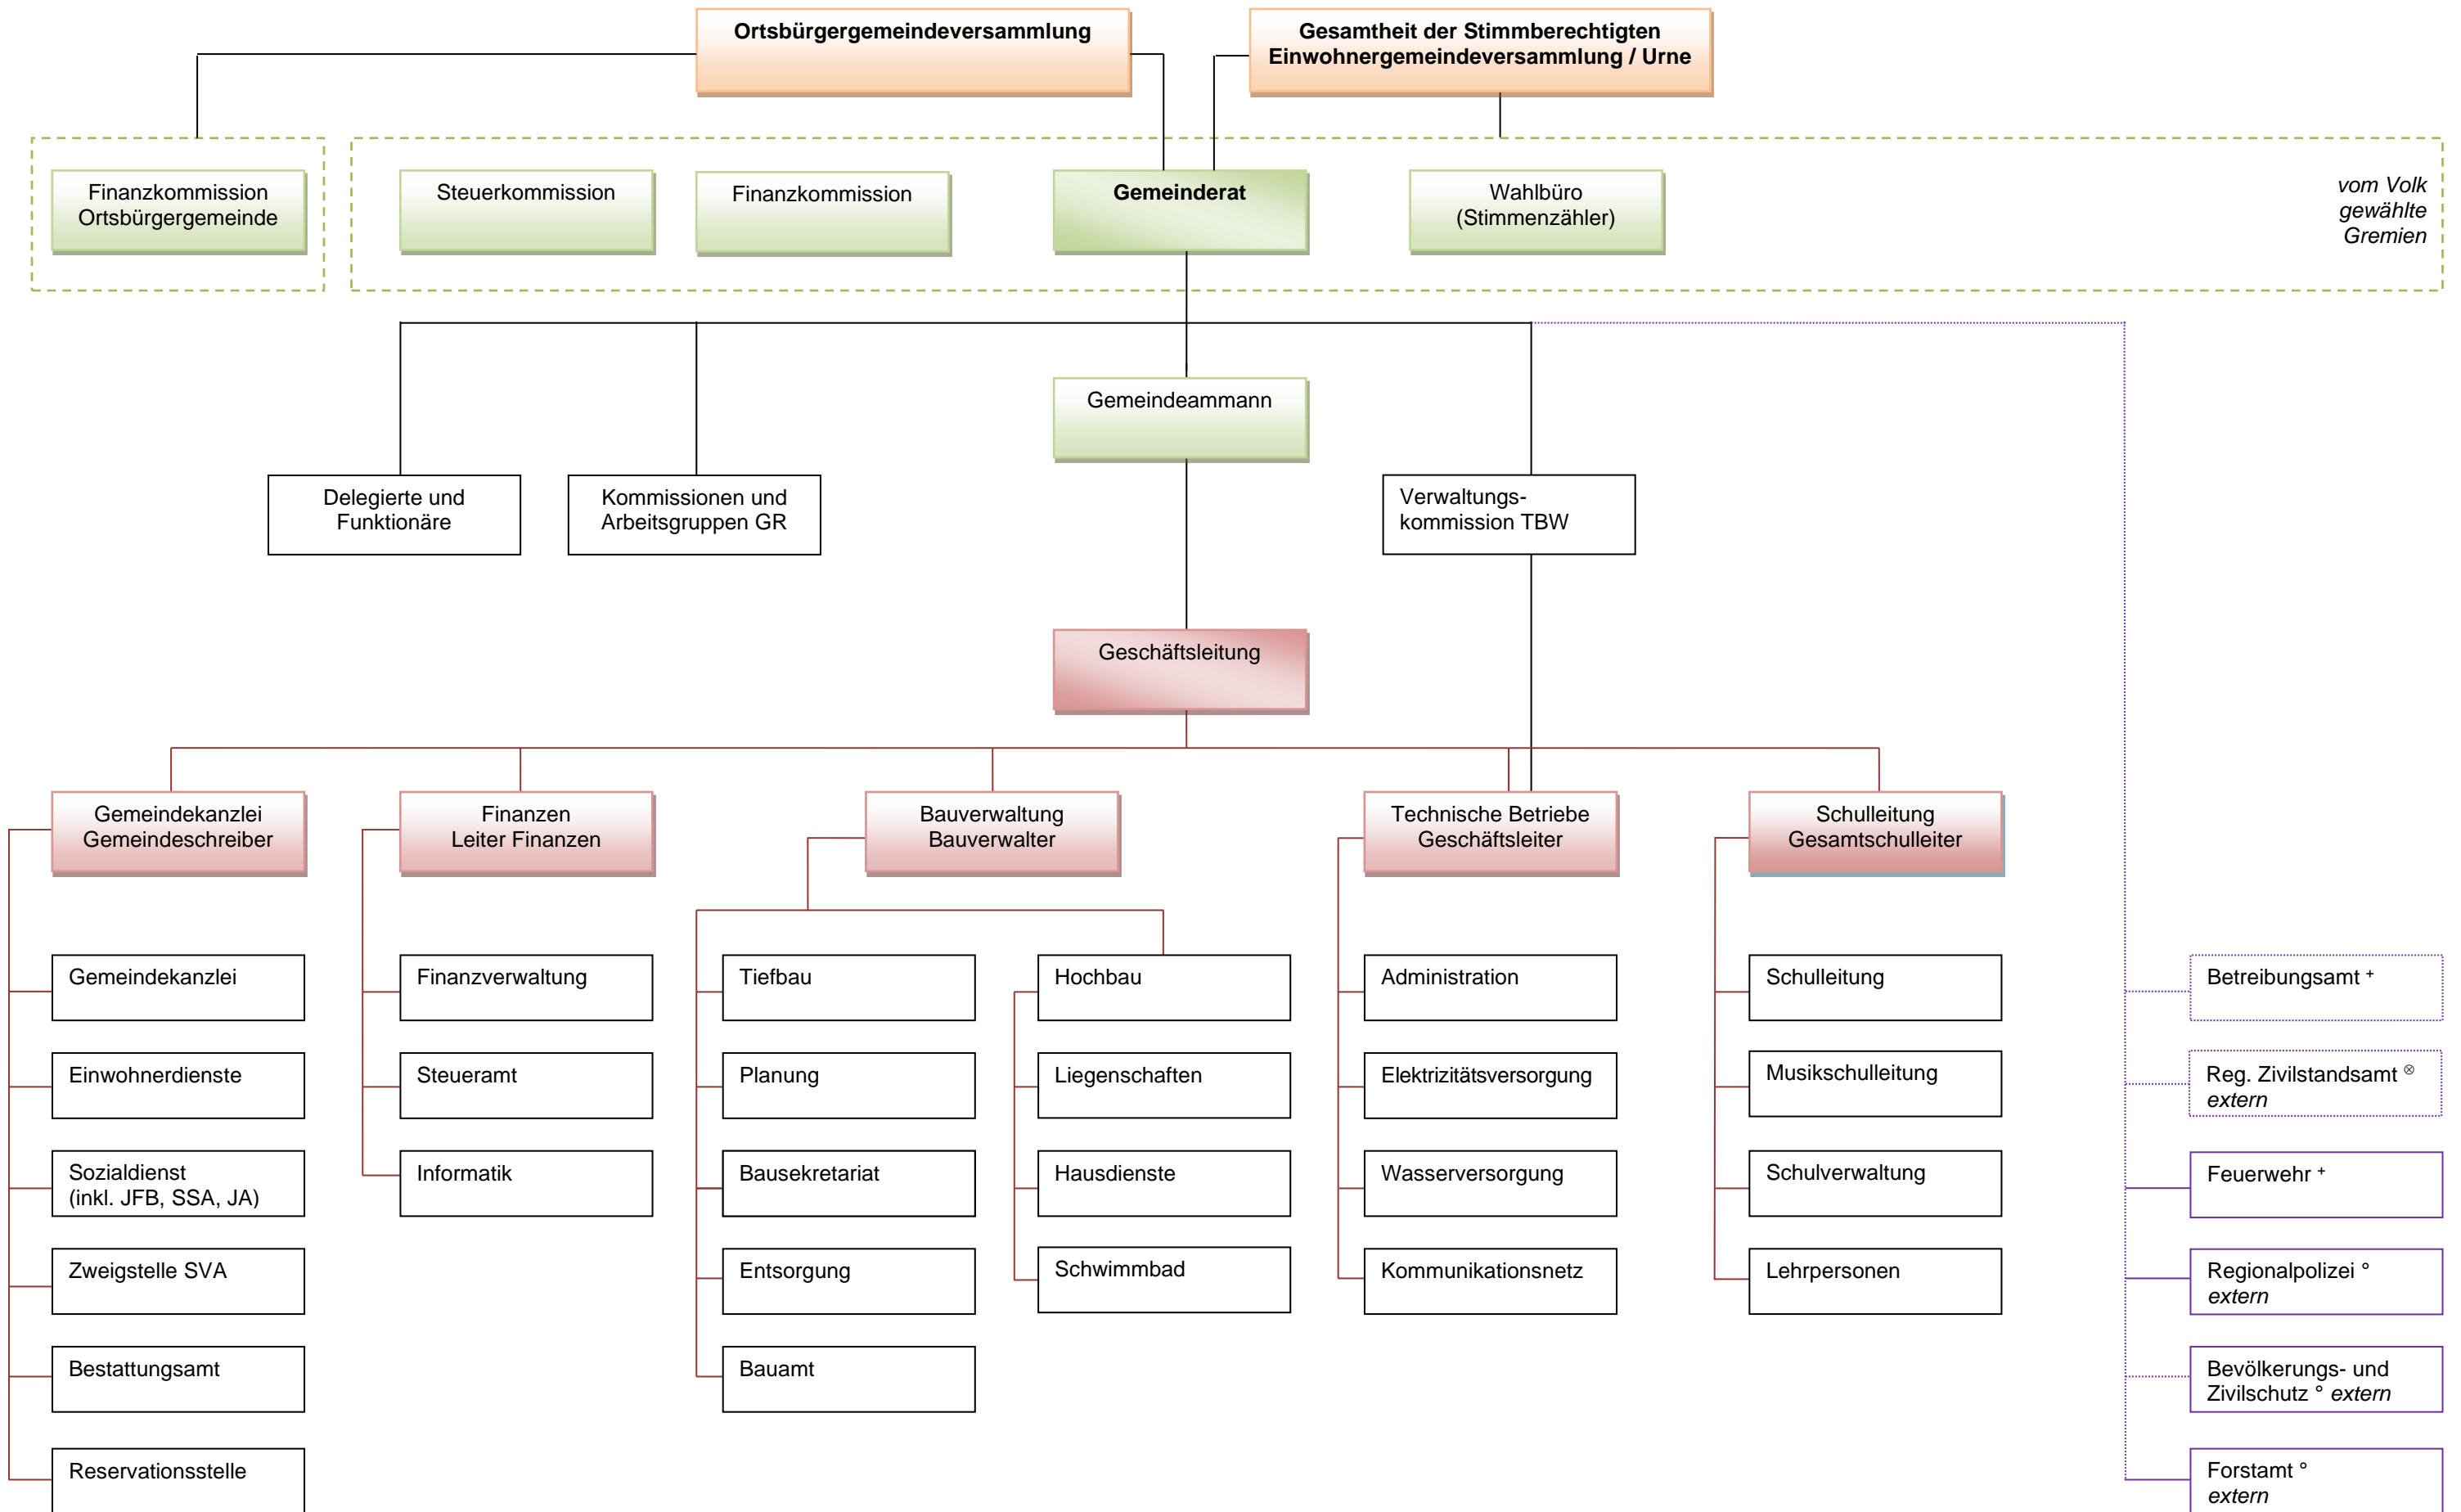 Ortsbürgergemeindeversammlung
Gesamtheit der Stimmberechtigten
Einwohnergemeindeversammlung / Urne
Finanzkommission
Ortsbürgergemeinde
Steuerkommission
Finanzkommission
Gemeinderat
Wahlbüro
(Stimmenzähler)
vom Volk
gewählte
Gremien
Gemeindeammann
Delegierte und
Funktionäre
Kommissionen und
Arbeitsgruppen GR
Verwaltungs-
kommission TBW
Geschäftsleitung
Gemeindekanzlei
Gemeindeschreiber
Finanzen
Leiter Finanzen
Bauverwaltung
Bauverwalter
Technische Betriebe
Geschäftsleiter
Schulleitung
Gesamtschulleiter
Gemeindekanzlei
Einwohnerdienste
Sozialdienst
(inkl. JFB, SSA, JA)
Zweigstelle SVA
Bestattungsamt
Reservationsstelle
Finanzverwaltung
Steueramt
Informatik
Tiefbau
Planung
Bausekretariat
Entsorgung
Bauamt
Hochbau
Liegenschaften
Hausdienste
Schwimmbad
Administration
Elektrizitätsversorgung
Wasserversorgung
Kommunikationsnetz
Schulleitung
Musikschulleitung
Schulverwaltung
Lehrpersonen
Betreibungsamt ⁺
Reg. Zivilstandsamt ⊗
extern
Feuerwehr ⁺
Regionalpolizei °
extern
Bevölkerungs- und
Zivilschutz ° extern
Forstamt °
extern